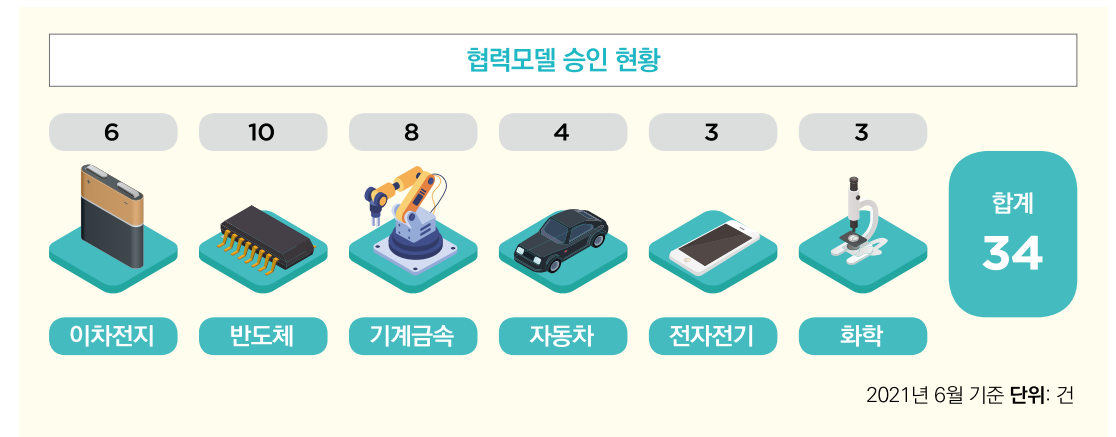 협력모델 승인 현황
6 10 8 4 3 3
합계
34
이차전지 반도체 기계금속 자동차 전자전기 화학
2021년 6월 기준 단위: 건